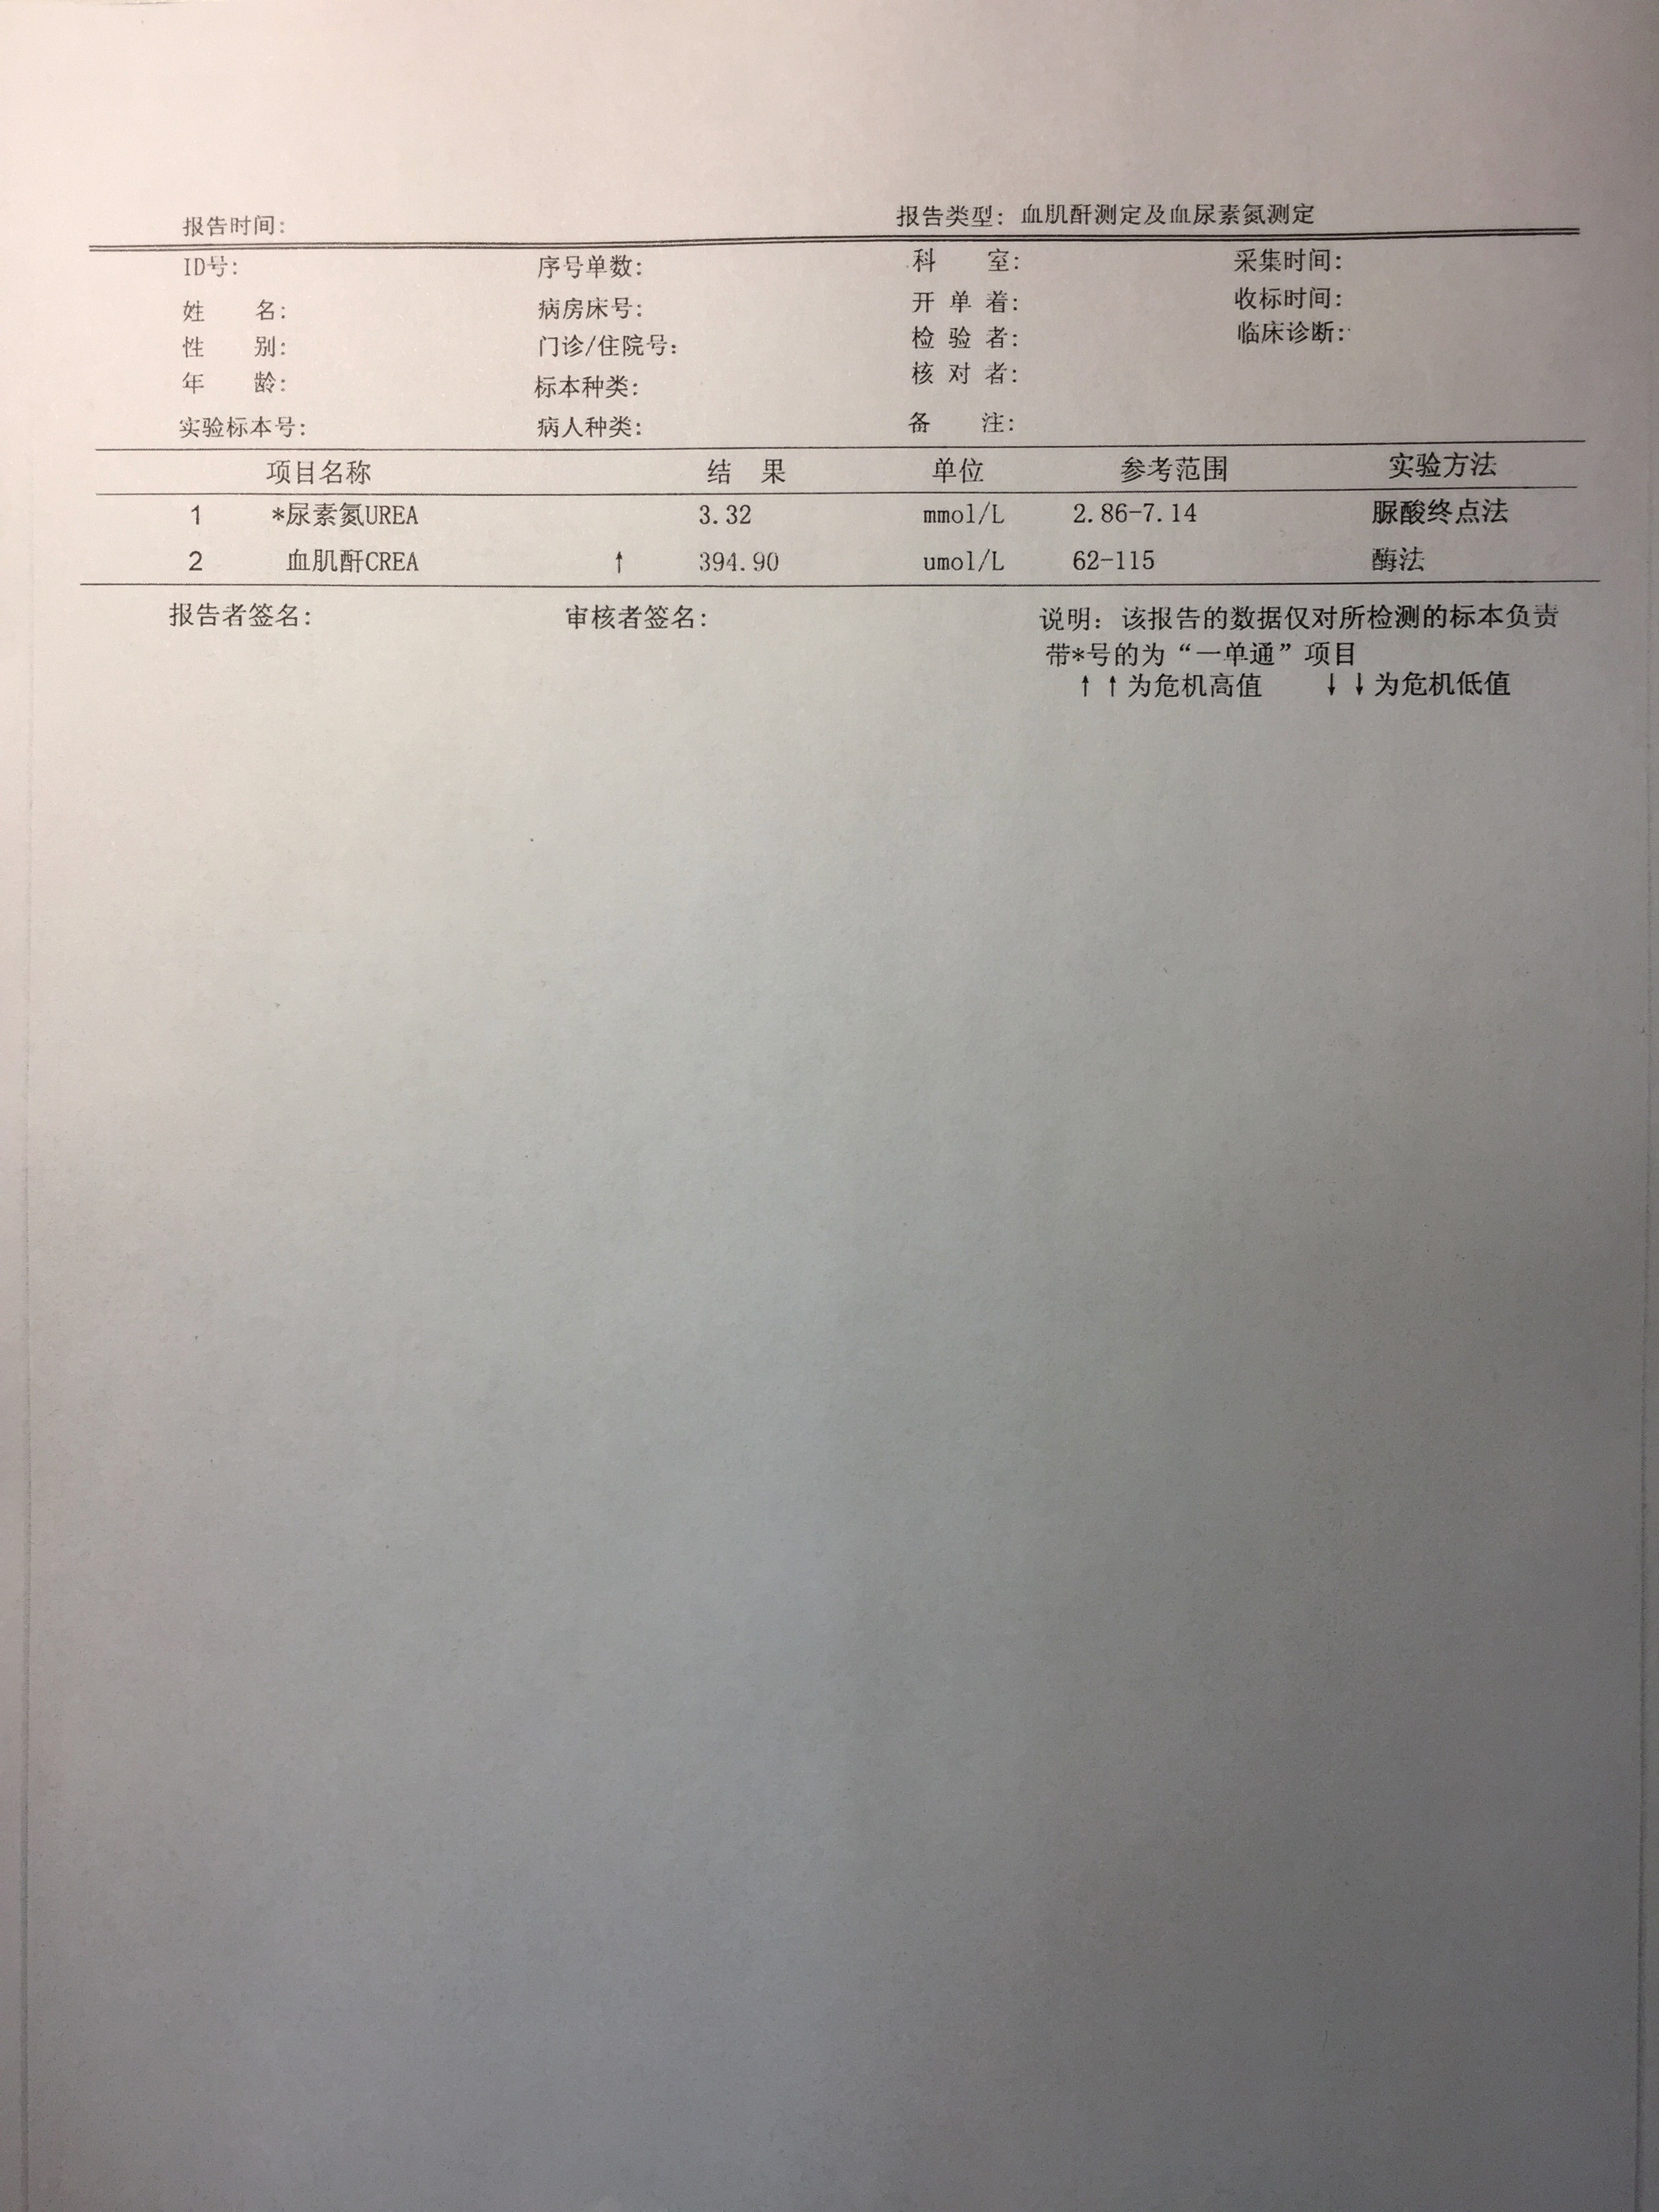 报告时间: 报告类型: 血肌酐测定及血尿素氮测定
ID号: 序号单数: 科 室: 采集时间:
姓 名: 病房床号: 开 单 着: 收标时间:
性 别: 门诊/住院号: 检 验 者: 临床诊断:
年 龄: 标本种类: 核 对 者:
实验标本号: 病人种类: 备 注:
项目名称 结 果 单位 参考范围 实验方法
1 *尿素氮UREA 3.32 mmol/L 2.86-7.14 脲酸终点法
2 血肌酐CREA ↑ 394.90 umol/L 62-115 酶法
报告者签名: 审核者签名: 说明: 该报告的数据仅对所检测的标本负责
带*号的为“一单通”项目
↑↑为危机高值 ↓↓为危机低值